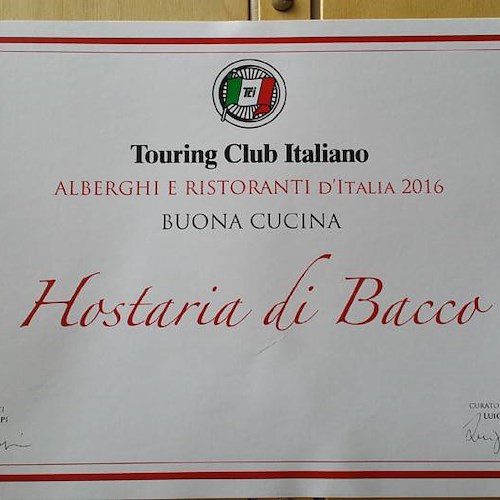 Tci
Touring Club Italiano
ALBERGHI E RISTORANTI D'ITALIA 2016
BUONA CUCINA
Hostaria di Bacco